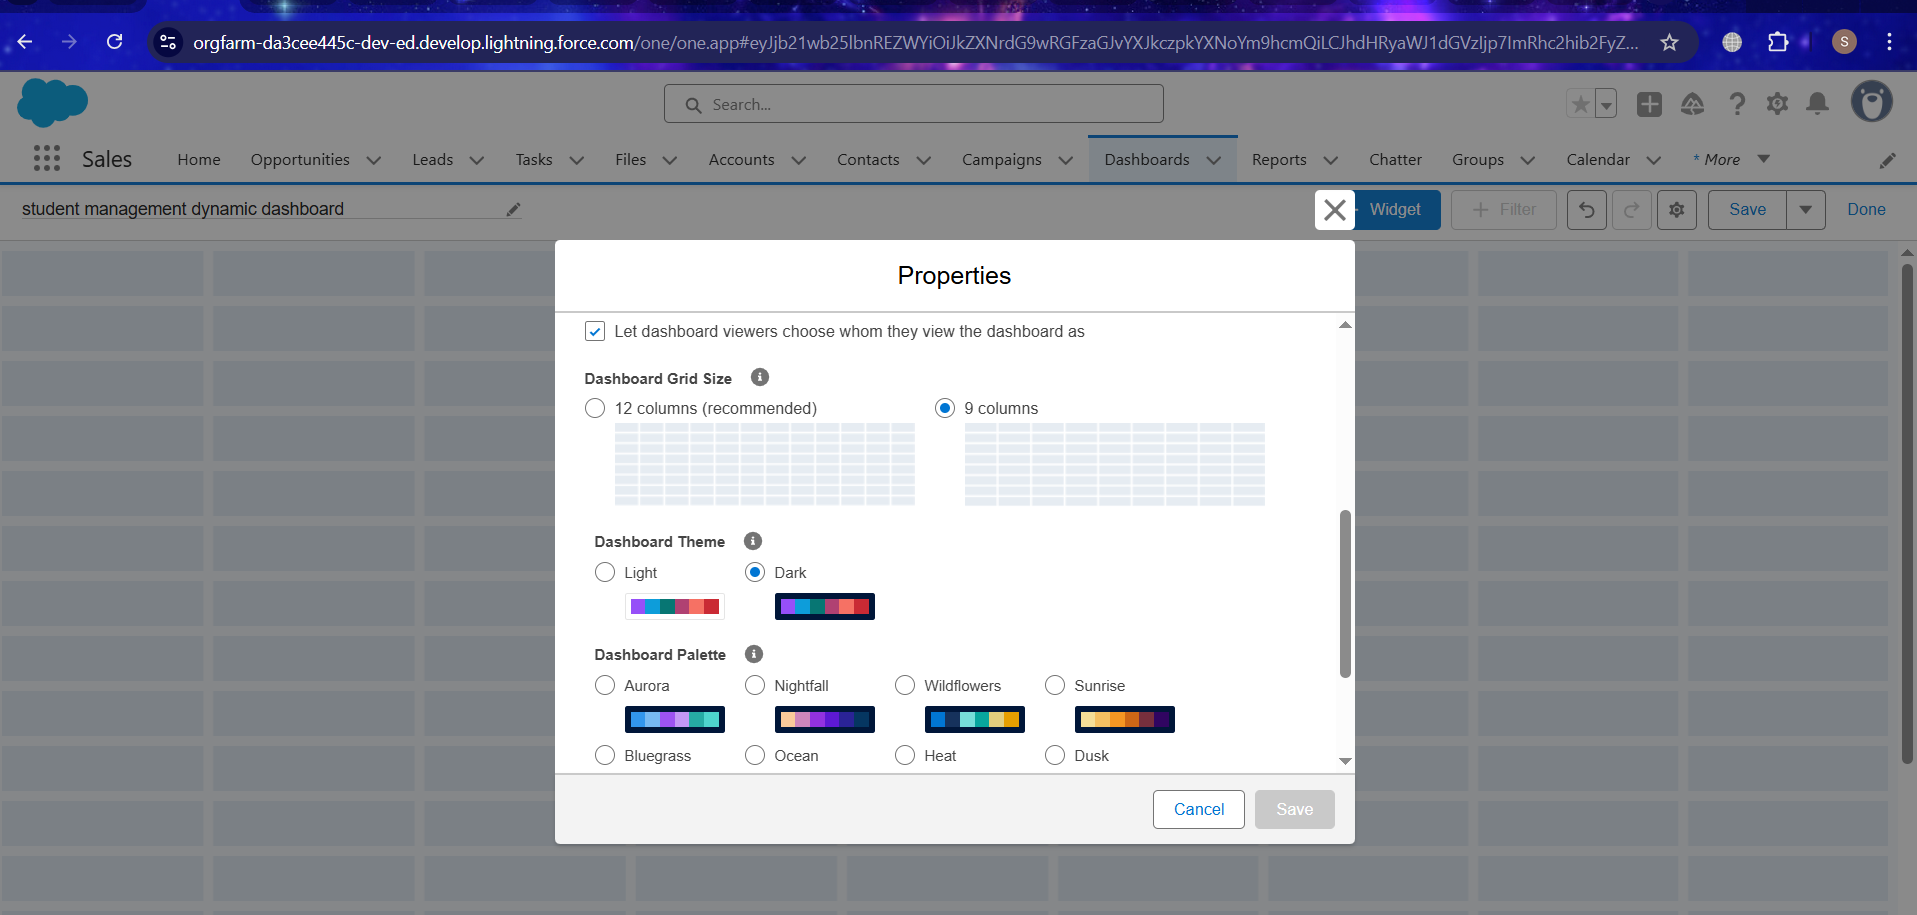 orgfarm-da3cee445c-dev-ed.develop.lightning.force.com/one/one.app#eyJjb21wb25lbnREZWYiOiJkZXNrdG9wRGFzaGJvYXJkczpkYXNoYm9hcmQiLCJhdHRyaWJ1dGVzIjp7ImRhc2hib2FyZ...
S
Search...
Sales
Home
Opportunities
Leads
Tasks
Files
Accounts
Contacts
Campaigns
Dashboards
Reports
Chatter
Groups
Calendar
* More
student management dynamic dashboard
Widget
+ Filter
Save
Done
Properties
Let dashboard viewers choose whom they view the dashboard as
Dashboard Grid Size
12 columns (recommended)
9 columns
Dashboard Theme
Light
Dark
Dashboard Palette
Aurora
Nightfall
Wildflowers
Sunrise
Bluegrass
Ocean
Heat
Dusk
Cancel
Save